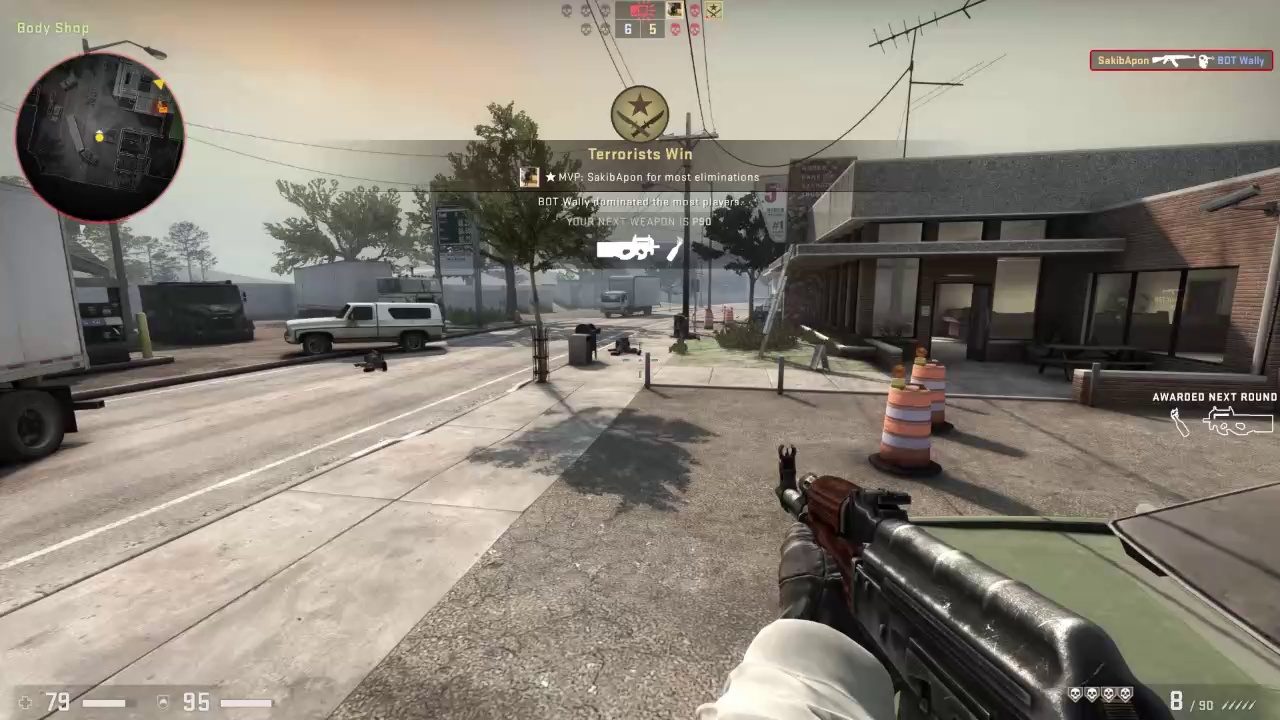 Body Shop
6 5
SakibApon BOT Wally
Terrorists Win
★ MVP: SakibApon for most eliminations
BOT Wally dominated the most players.
YOUR NEXT WEAPON IS P90
AWARDED NEXT ROUND
79 95
8 / 90